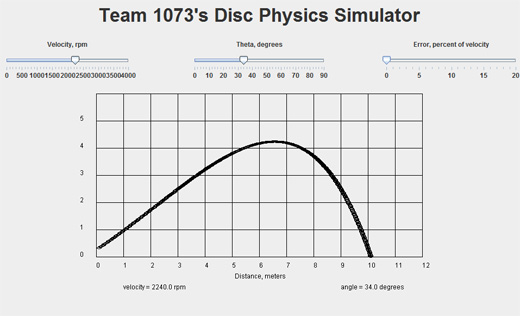 Team 1073's Disc Physics Simulator
Velocity, rpm Theta, degrees Error, percent of velocity
0 500 1000 1500 2000 2500 3000 3500 4000 0 10 20 30 40 50 60 70 80 90 0 10 15 20
5
4
3
2
1
0
0 1 2 3 4 5 6 7 8 9 10 11 12
Distance, meters
velocity = 2240.0 rpm angle = 34.0 degrees